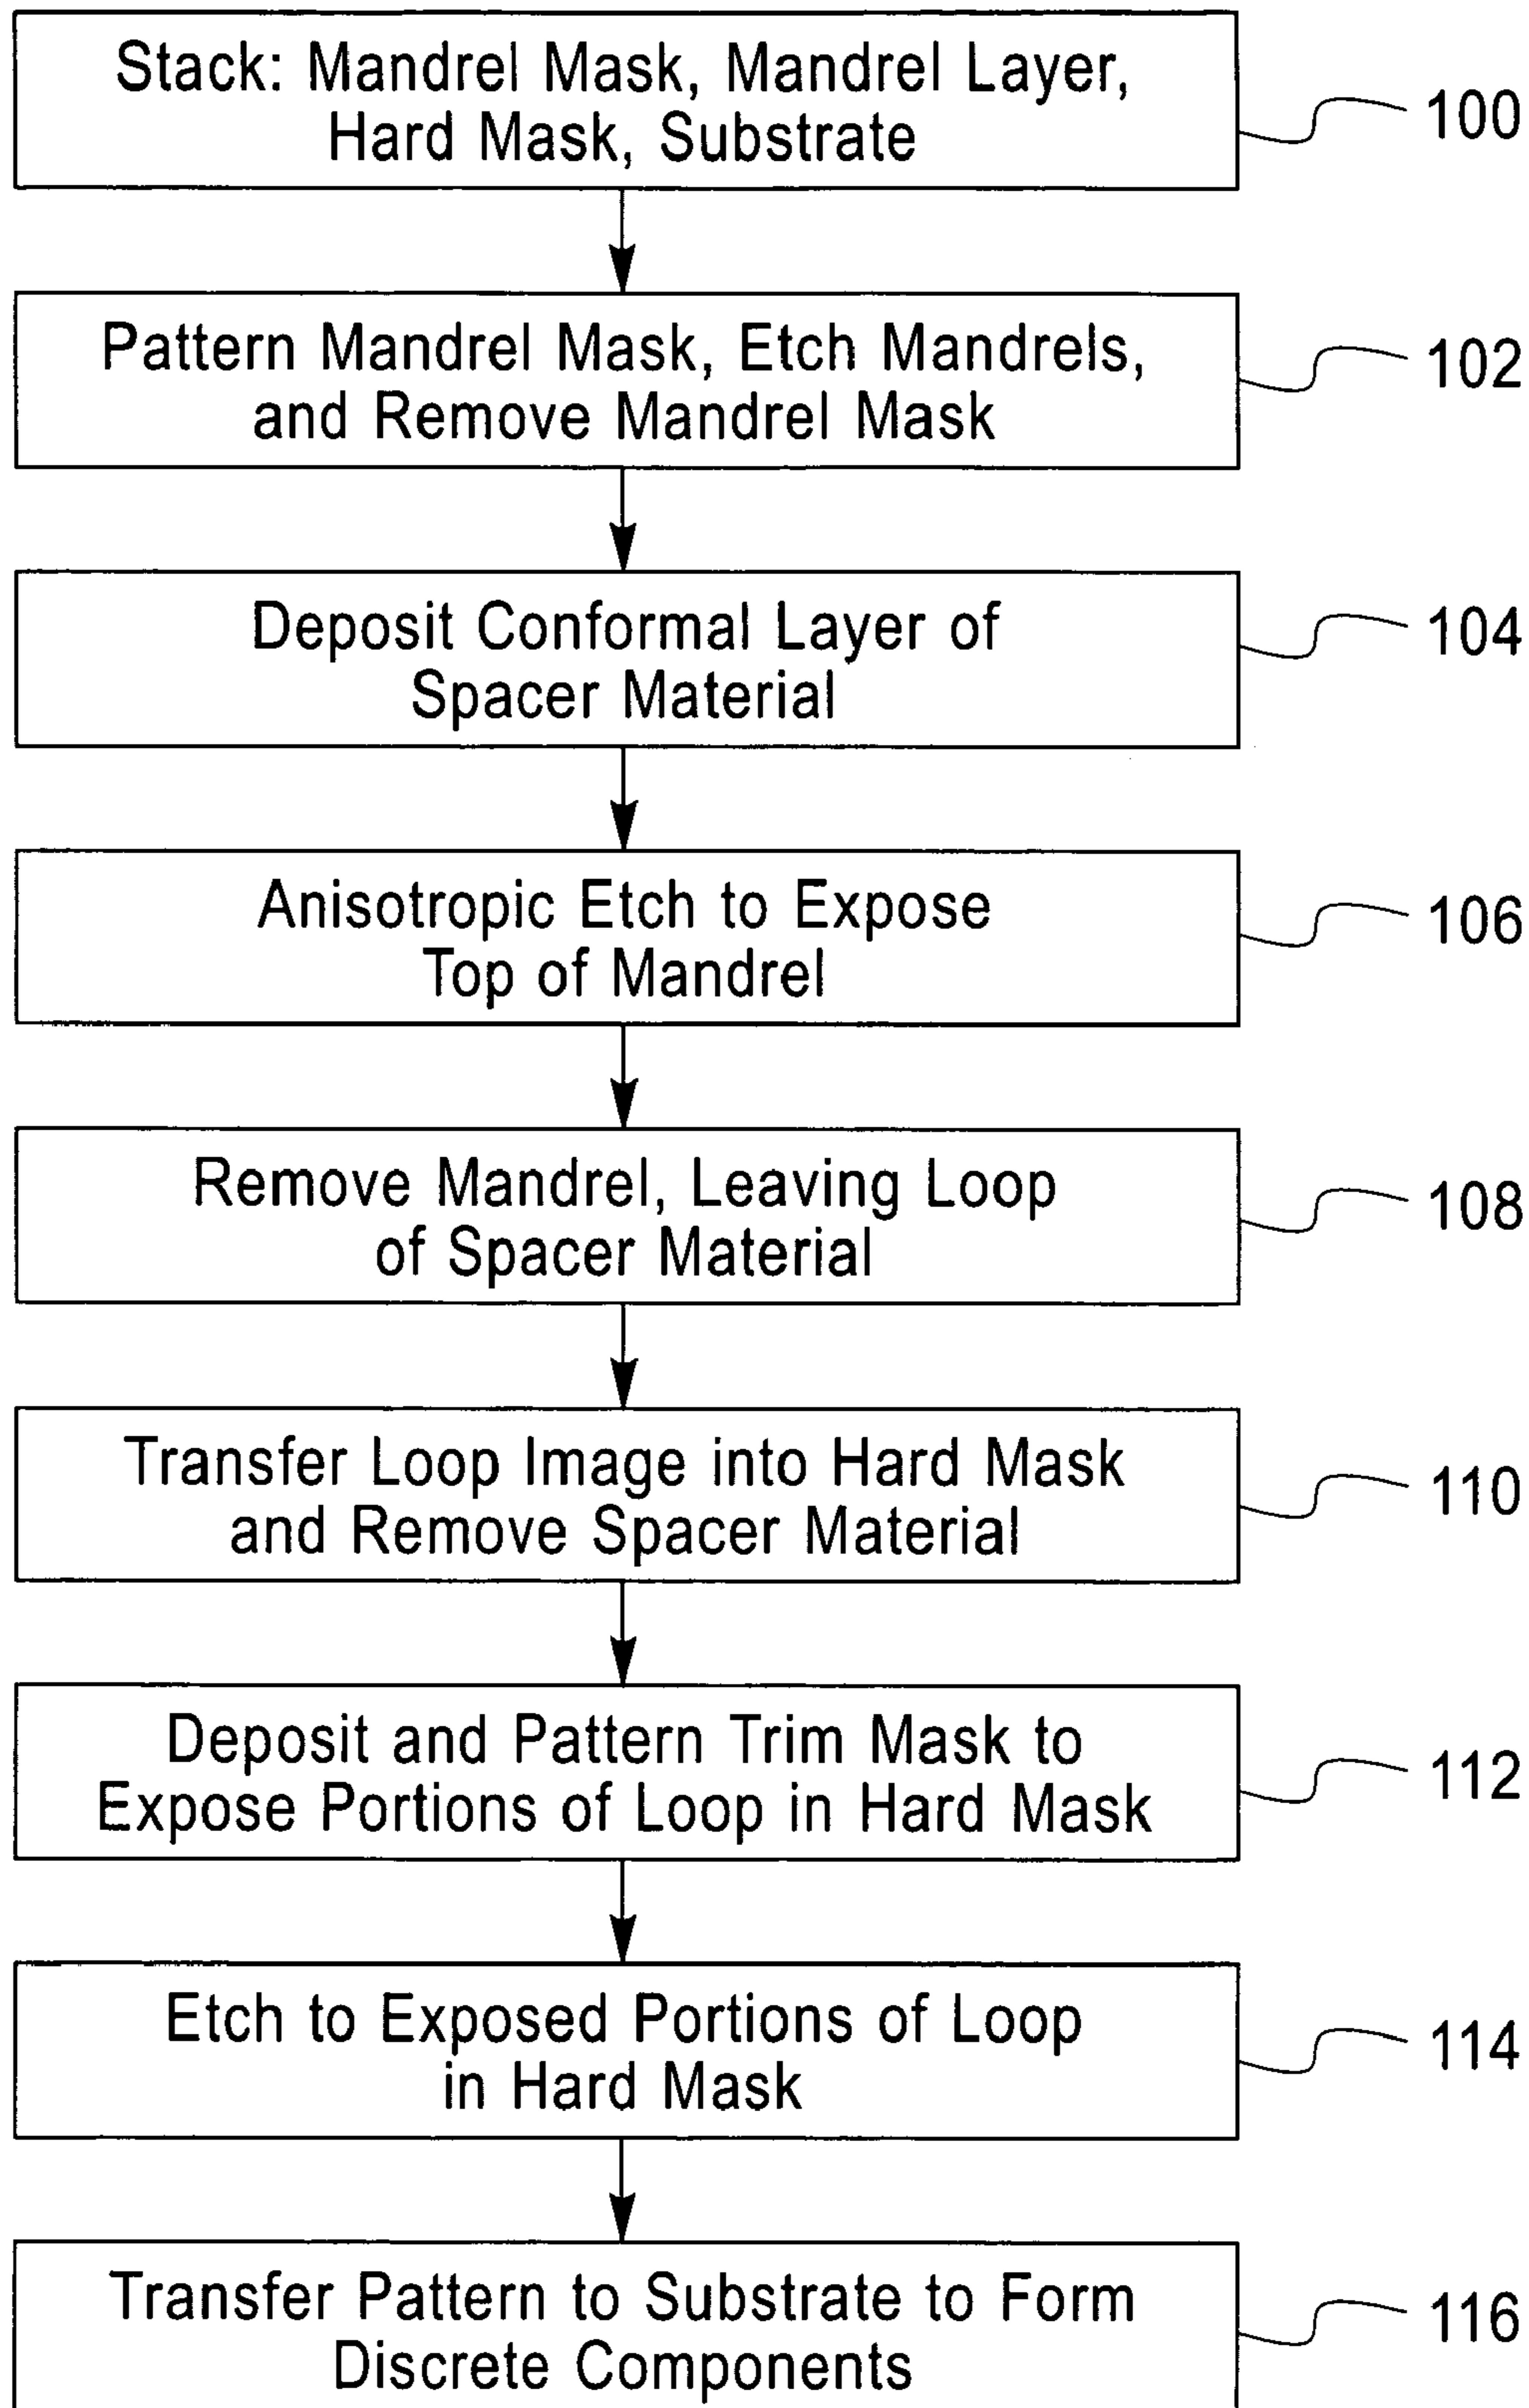 Stack: Mandrel Mask, Mandrel Layer,
Hard Mask, Substrate
100
Pattern Mandrel Mask, Etch Mandrels,
and Remove Mandrel Mask
102
Deposit Conformal Layer of
Spacer Material
104
Anisotropic Etch to Expose
Top of Mandrel
106
Remove Mandrel, Leaving Loop
of Spacer Material
108
Transfer Loop Image into Hard Mask
and Remove Spacer Material
110
Deposit and Pattern Trim Mask to
Expose Portions of Loop in Hard Mask
112
Etch to Exposed Portions of Loop
in Hard Mask
114
Transfer Pattern to Substrate to Form
Discrete Components
116